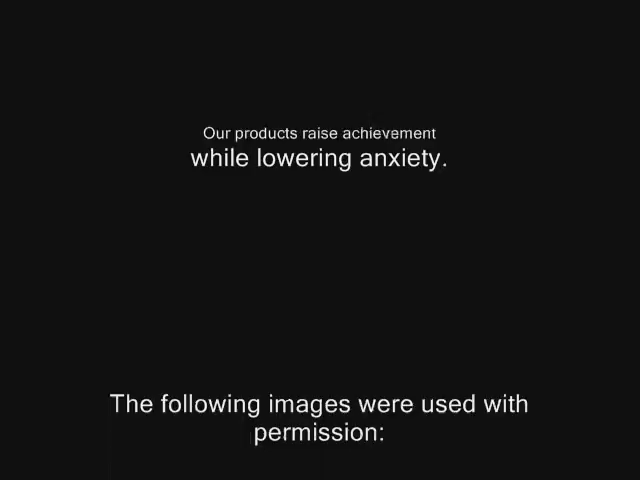 Our products raise achievement
while lowering anxiety.
The following images were used with
permission: